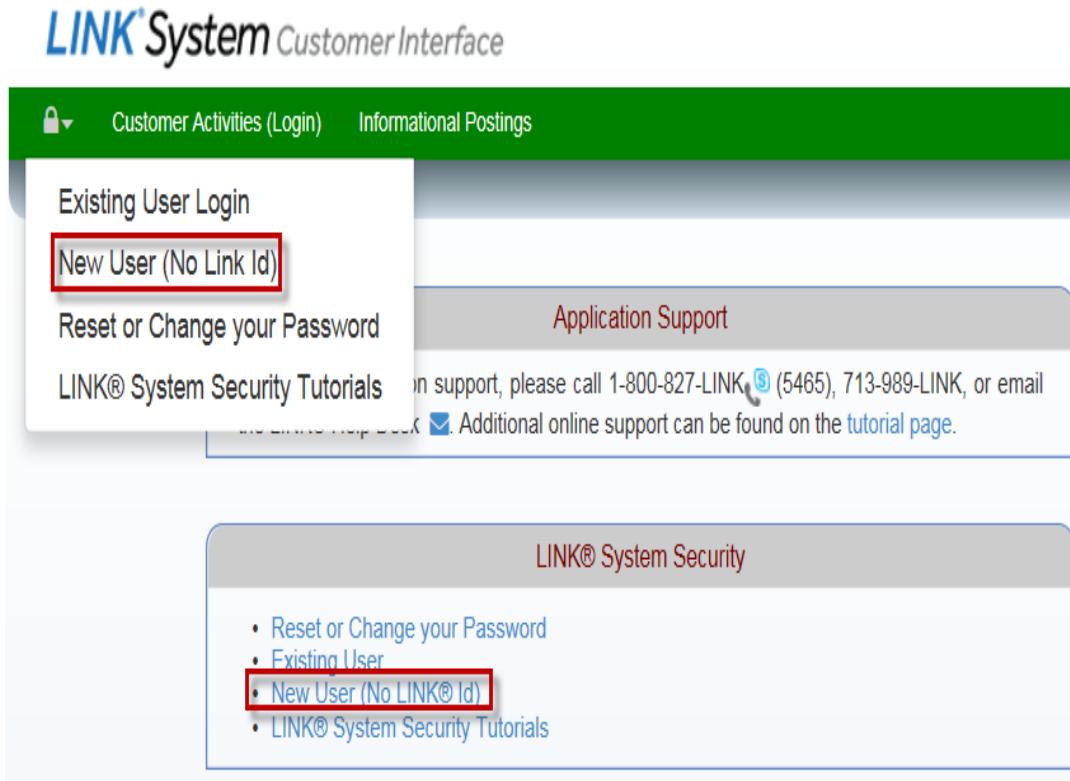 LINK® System Customer Interface
Customer Activities (Login) Informational Postings
Existing User Login
New User (No Link Id)
Reset or Change your Password
LINK® System Security Tutorials
Application Support
on support, please call 1-800-827-LINK (5465), 713-989-LINK, or email
Additional online support can be found on the tutorial page.
LINK® System Security
• Reset or Change your Password
• Existing User
• New User (No LINK® Id)
• LINK® System Security Tutorials